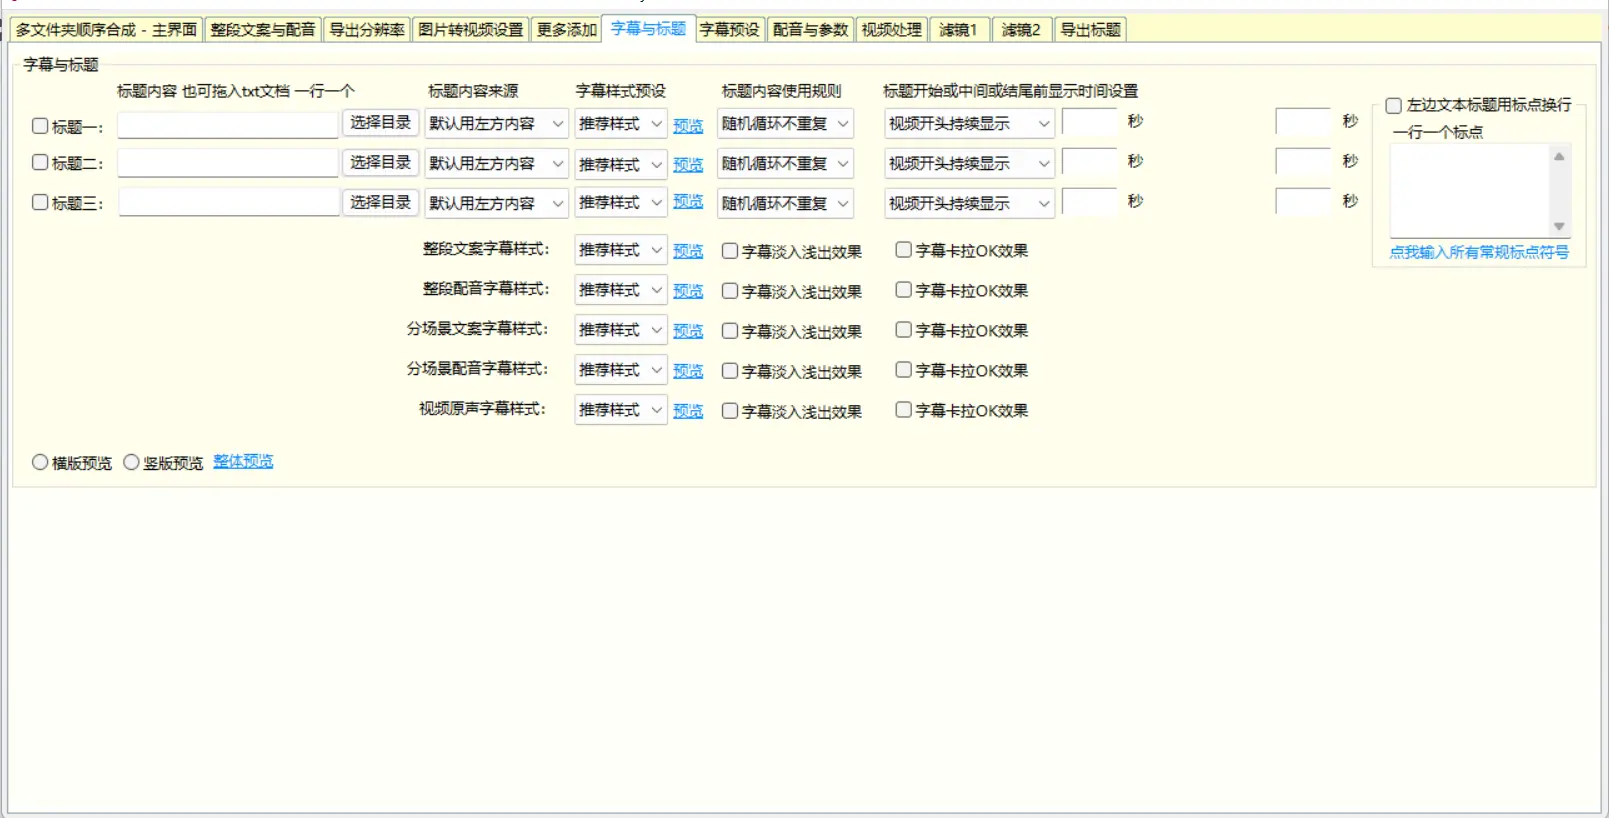 多文件夹顺序合成 - 主界面 整段文案与配音 导出分辨率 图片转视频设置 更多添加 字幕与标题 字幕预设 配音与参数 视频处理 滤镜1 滤镜2 导出标题
字幕与标题
标题内容 也可拖入txt文档 一行一个 标题内容来源 字幕样式预设 标题内容使用规则 标题开始或中间或结尾前显示时间设置
左边文本标题用标点换行
标题一： 选择目录 默认用左方内容 推荐样式 预览 随机循环不重复 视频开头持续显示 秒 秒
一行一个标点
标题二： 选择目录 默认用左方内容 推荐样式 预览 随机循环不重复 视频开头持续显示 秒 秒
标题三： 选择目录 默认用左方内容 推荐样式 预览 随机循环不重复 视频开头持续显示 秒 秒
整段文案字幕样式： 推荐样式 预览 字幕淡入浅出效果 字幕卡拉OK效果
点我输入所有常规标点符号
整段配音字幕样式： 推荐样式 预览 字幕淡入浅出效果 字幕卡拉OK效果
分场景文案字幕样式： 推荐样式 预览 字幕淡入浅出效果 字幕卡拉OK效果
分场景配音字幕样式： 推荐样式 预览 字幕淡入浅出效果 字幕卡拉OK效果
视频原声字幕样式： 推荐样式 预览 字幕淡入浅出效果 字幕卡拉OK效果
横版预览 竖版预览 整体预览